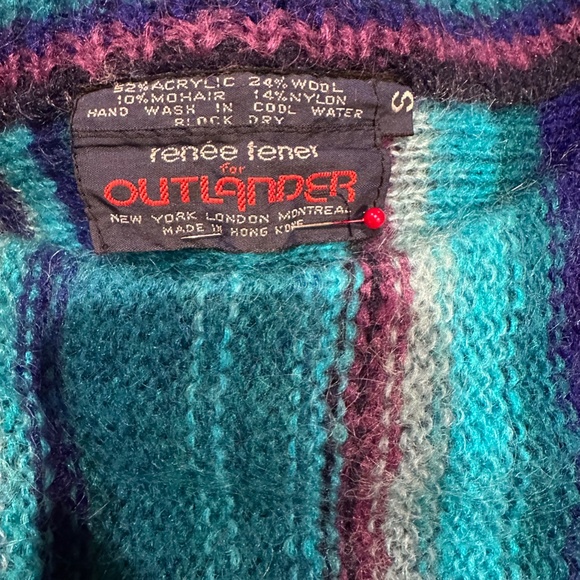 52% ACRYLIC 24% WOOL
10% MOHAIR 14% NYLON
HAND WASH IN COOL WATER
BLOCK DRY
S
renée tener
for
OUTLANDER
NEW YORK LONDON MONTREAL
MADE IN HONG KONG